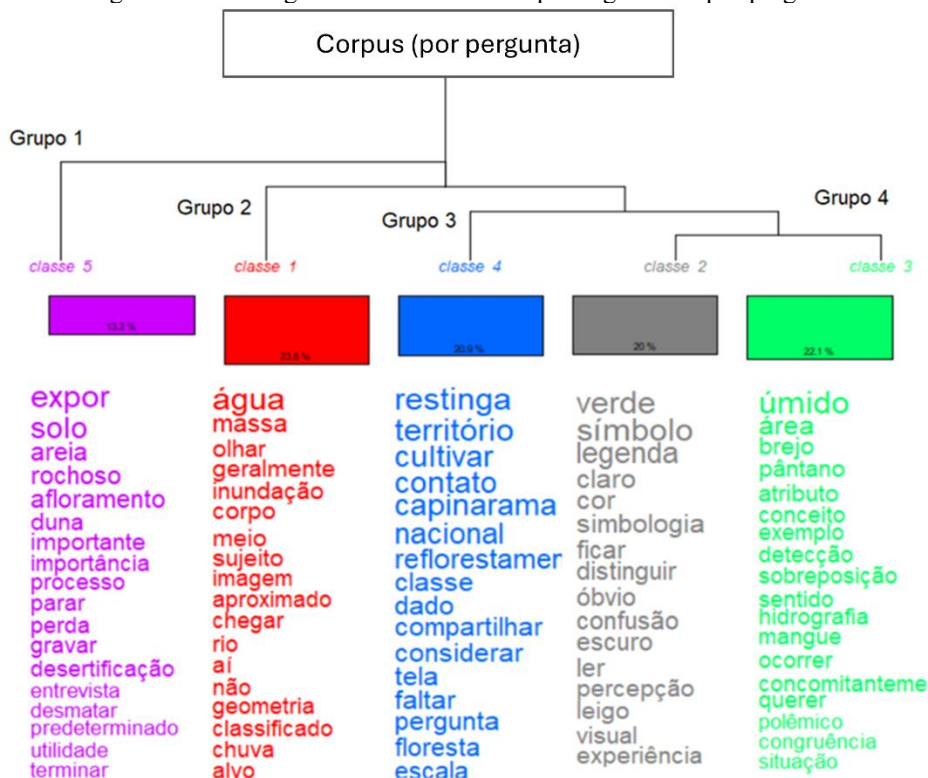 Corpus (por pergunta)
Grupo 1
Grupo 2
Grupo 3
Grupo 4
classe 5
classe 1
classe 4
classe 2
classe 3
13.2 %
23.8 %
20.9 %
20 %
22.1 %
expor
solo
areia
rochoso
afloramento
duna
importante
importância
processo
parar
perda
gravar
desertificação
entrevista
desmatar
predeterminado
utilidade
terminar
água
massa
olhar
geralmente
inundação
corpo
meio
sujeito
imagem
aproximado
chegar
rio
aí
não
geometria
classificado
chuva
alvo
restinga
território
cultivar
contato
capinarama
nacional
reflorestamer
classe
dado
compartilhar
considerar
tela
faltar
pergunta
floresta
escala
verde
símbolo
legenda
claro
cor
simbologia
ficar
distinguir
óbvio
confusão
escuro
ler
percepção
leigo
visual
experiência
úmido
área
brejo
pântano
atributo
conceito
exemplo
detecção
sobreposição
sentido
hidrografia
mangue
ocorrer
concomitanteme
querer
polêmico
congruência
situação